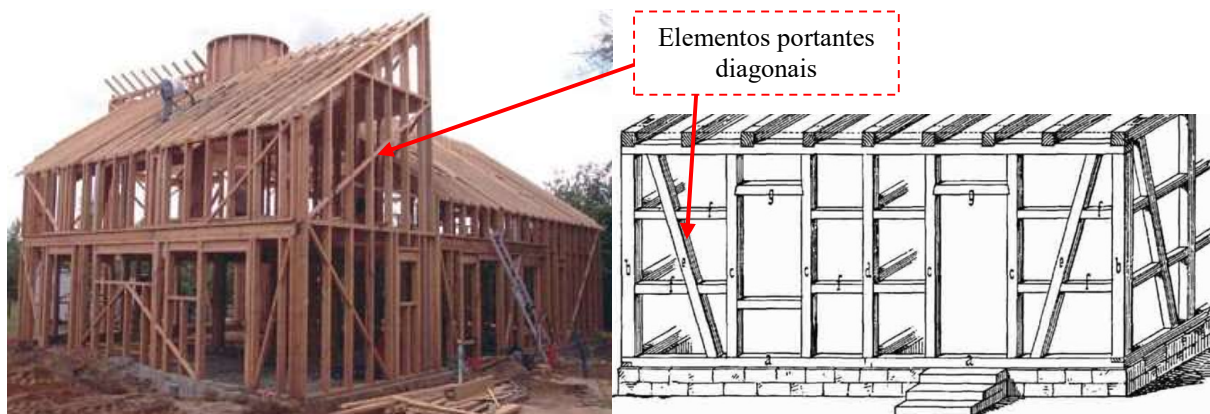 Elementos portantes
diagonais
g g
f f
b e c c d c c e b
f f f
a a